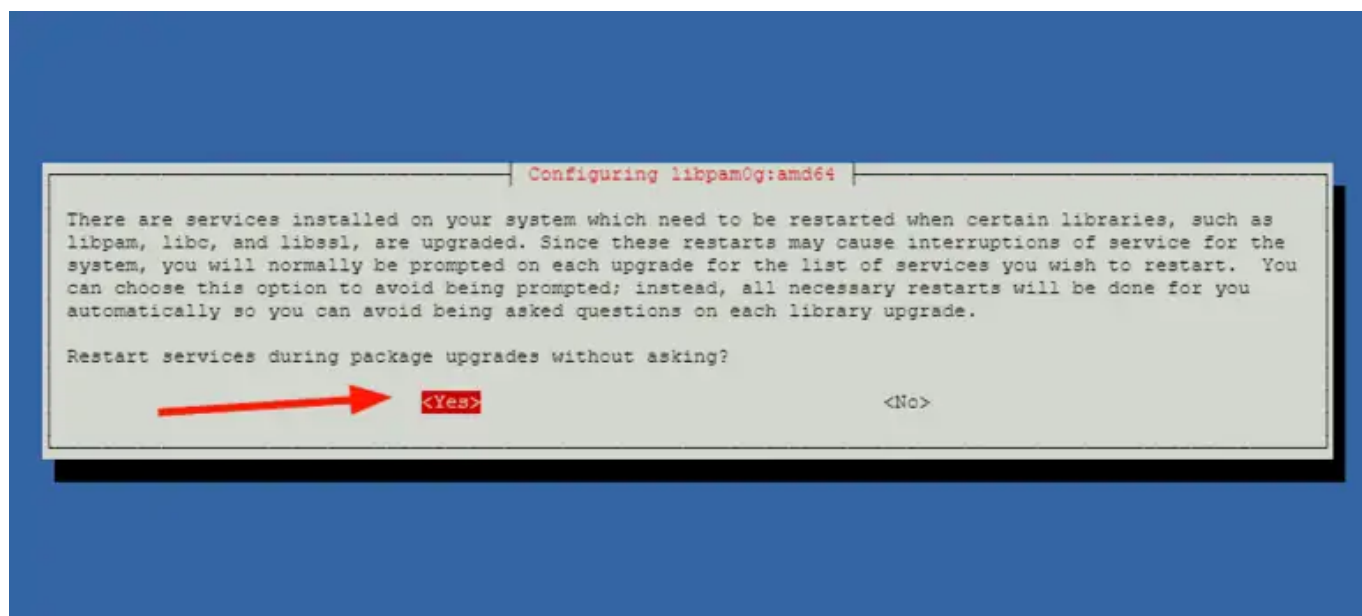 Configuring libpam0g:amd64
There are services installed on your system which need to be restarted when certain libraries, such as
libpam, libc, and libssl, are upgraded. Since these restarts may cause interruptions of service for the
system, you will normally be prompted on each upgrade for the list of services you wish to restart.  You
can choose this option to avoid being prompted; instead, all necessary restarts will be done for you
automatically so you can avoid being asked questions on each library upgrade.
Restart services during package upgrades without asking?
<Yes> <No>